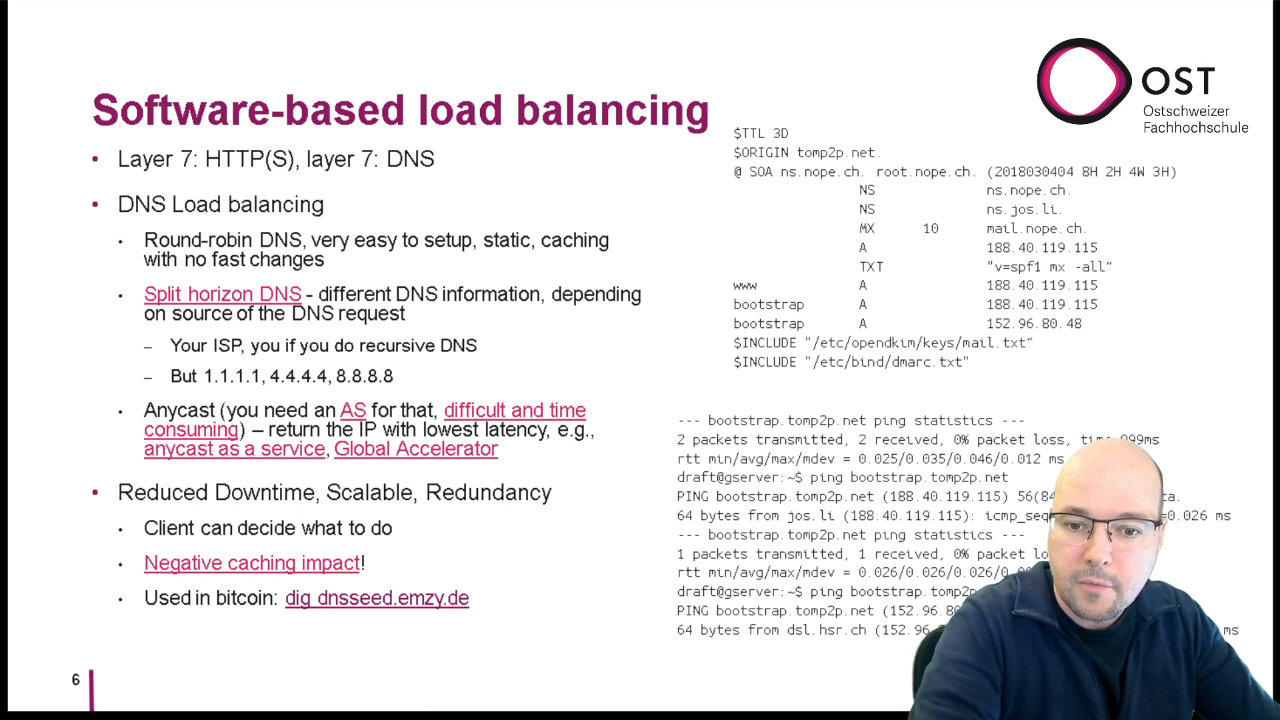 OST
Ostschweizer
Fachhochschule
Software-based load balancing
• Layer 7: HTTP(S), layer 7: DNS
• DNS Load balancing
• Round-robin DNS, very easy to setup, static, caching
with no fast changes
• Split horizon DNS - different DNS information, depending
on source of the DNS request
– Your ISP, you if you do recursive DNS
– But 1.1.1.1, 4.4.4.4, 8.8.8.8
• Anycast (you need an AS for that, difficult and time
consuming) – return the IP with lowest latency, e.g.,
anycast as a service, Global Accelerator
• Reduced Downtime, Scalable, Redundancy
• Client can decide what to do
• Negative caching impact!
• Used in bitcoin: dig dnsseed.emzy.de
$TTL 3D
$ORIGIN tomp2p.net.
@ SOA ns.nope.ch. root.nope.ch. (2018030404 8H 2H 4W 3H)
NS ns.nope.ch.
NS ns.jos.li.
MX 10 mail.nope.ch.
A 188.40.119.115
TXT "v=spf1 mx -all“
www A 188.40.119.115
bootstrap A 188.40.119.115
bootstrap A 152.96.80.48
$INCLUDE "/etc/opendkim/keys/mail.txt“
$INCLUDE "/etc/bind/dmarc.txt"
--- bootstrap.tomp2p.net ping statistics ---
2 packets transmitted, 2 received, 0% packet loss, 999ms
rtt min/avg/max/mdev = 0.025/0.035/0.046/0.012 ms
draft@gserver:~$ ping bootstrap.tomp2p.net
PING bootstrap.tomp2p.net (188.40.119.115) 56(84
64 bytes from jos.li (188.40.119.115): =0.026 ms
--- bootstrap.tomp2p.net ping statistics ---
1 packets transmitted, 1 received, 0% packet
rtt min/avg/max/mdev = 0.026/0.026/0.026/
draft@gserver:~$ ping
PING bootstrap.tomp2p.net
64 bytes from dsl.hsr.ch ms
6